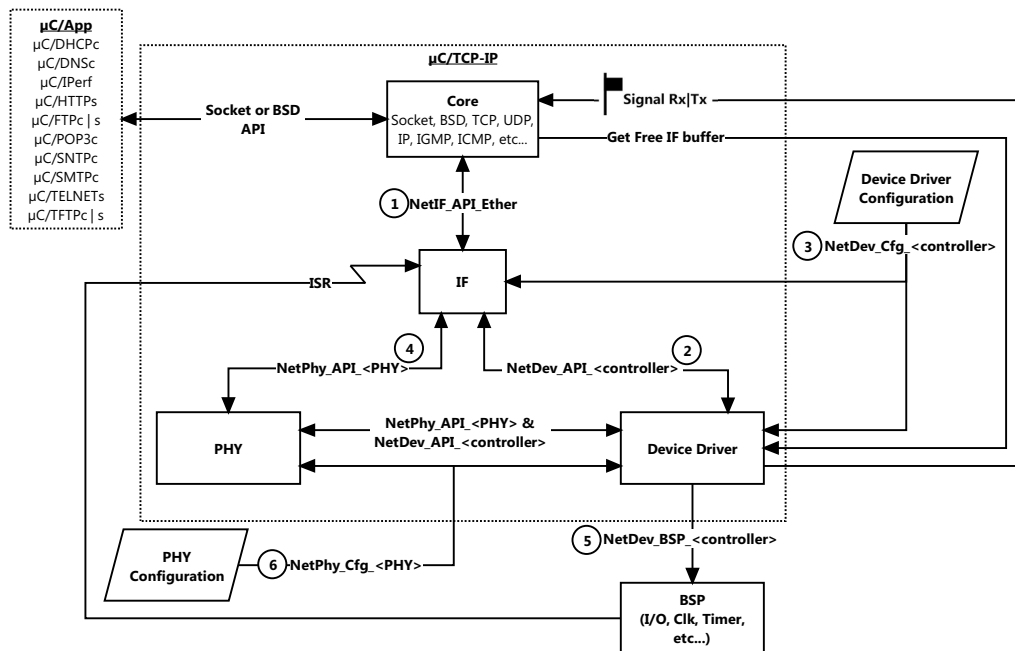 µC/App
µC/DHCPc
µC/DNSc
µC/IPerf
µC/HTTPs
µC/FTPc | s
µC/POP3c
µC/SNTPc
µC/SMTPc
µC/TELNETs
µC/TFTPc | s
µC/TCP-IP
Socket or BSD
API
Core
Socket, BSD, TCP, UDP,
IP, IGMP, ICMP, etc...
Signal Rx|Tx
Get Free IF buffer
Device Driver
Configuration
1
NetIF_API_Ether
3
NetDev_Cfg_<controller>
ISR
IF
4
NetPhy_API_<PHY>
2
NetDev_API_<controller>
PHY
NetPhy_API_<PHY> &
NetDev_API_<controller>
Device Driver
5
NetDev_BSP_<controller>
PHY
Configuration
6
NetPhy_Cfg_<PHY>
BSP
(I/O, Clk, Timer,
etc...)